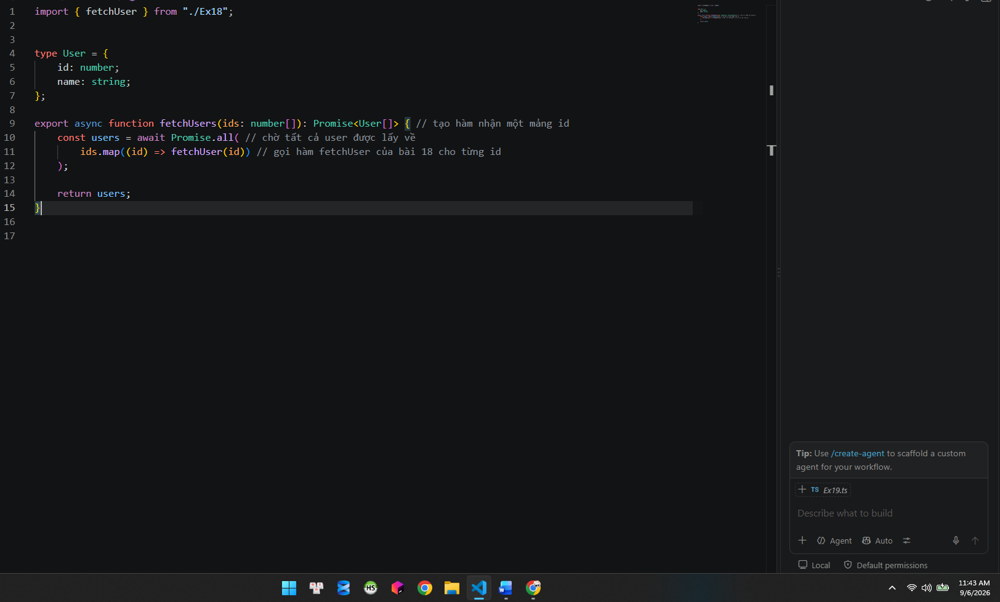 1 import { fetchUser } from "./Ex18";
2
3
4 type User = {
5 id: number;
6 name: string;
7 };
8
9 export async function fetchUsers(ids: number[]): Promise<User[]> { // tạo hàm nhận một mảng id
10 const users = await Promise.all( // chờ tất cả user được lấy về
11 ids.map((id) => fetchUser(id)) // gọi hàm fetchUser của bài 18 cho từng id
12 );
13
14 return users;
15 }
16
17
T
Tip: Use /create-agent to scaffold a custom
agent for your workflow.
TS Ex19.ts
Describe what to build
Agent Auto
Local Default permissions
HS
W
11:43 AM
9/6/2026